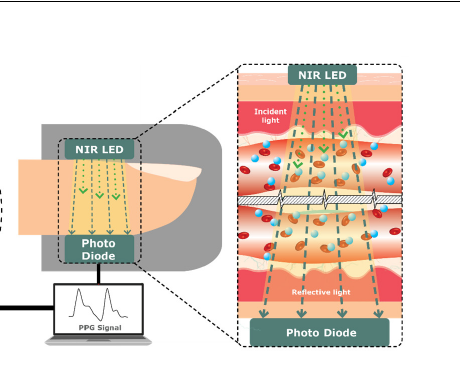 NIR LED
Incident
light
NIR LED
Photo
Diode
PPG Signal
Reflective light
Photo Diode